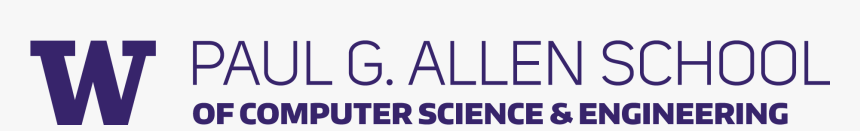 W
PAUL G. ALLEN SCHOOL
OF COMPUTER SCIENCE & ENGINEERING